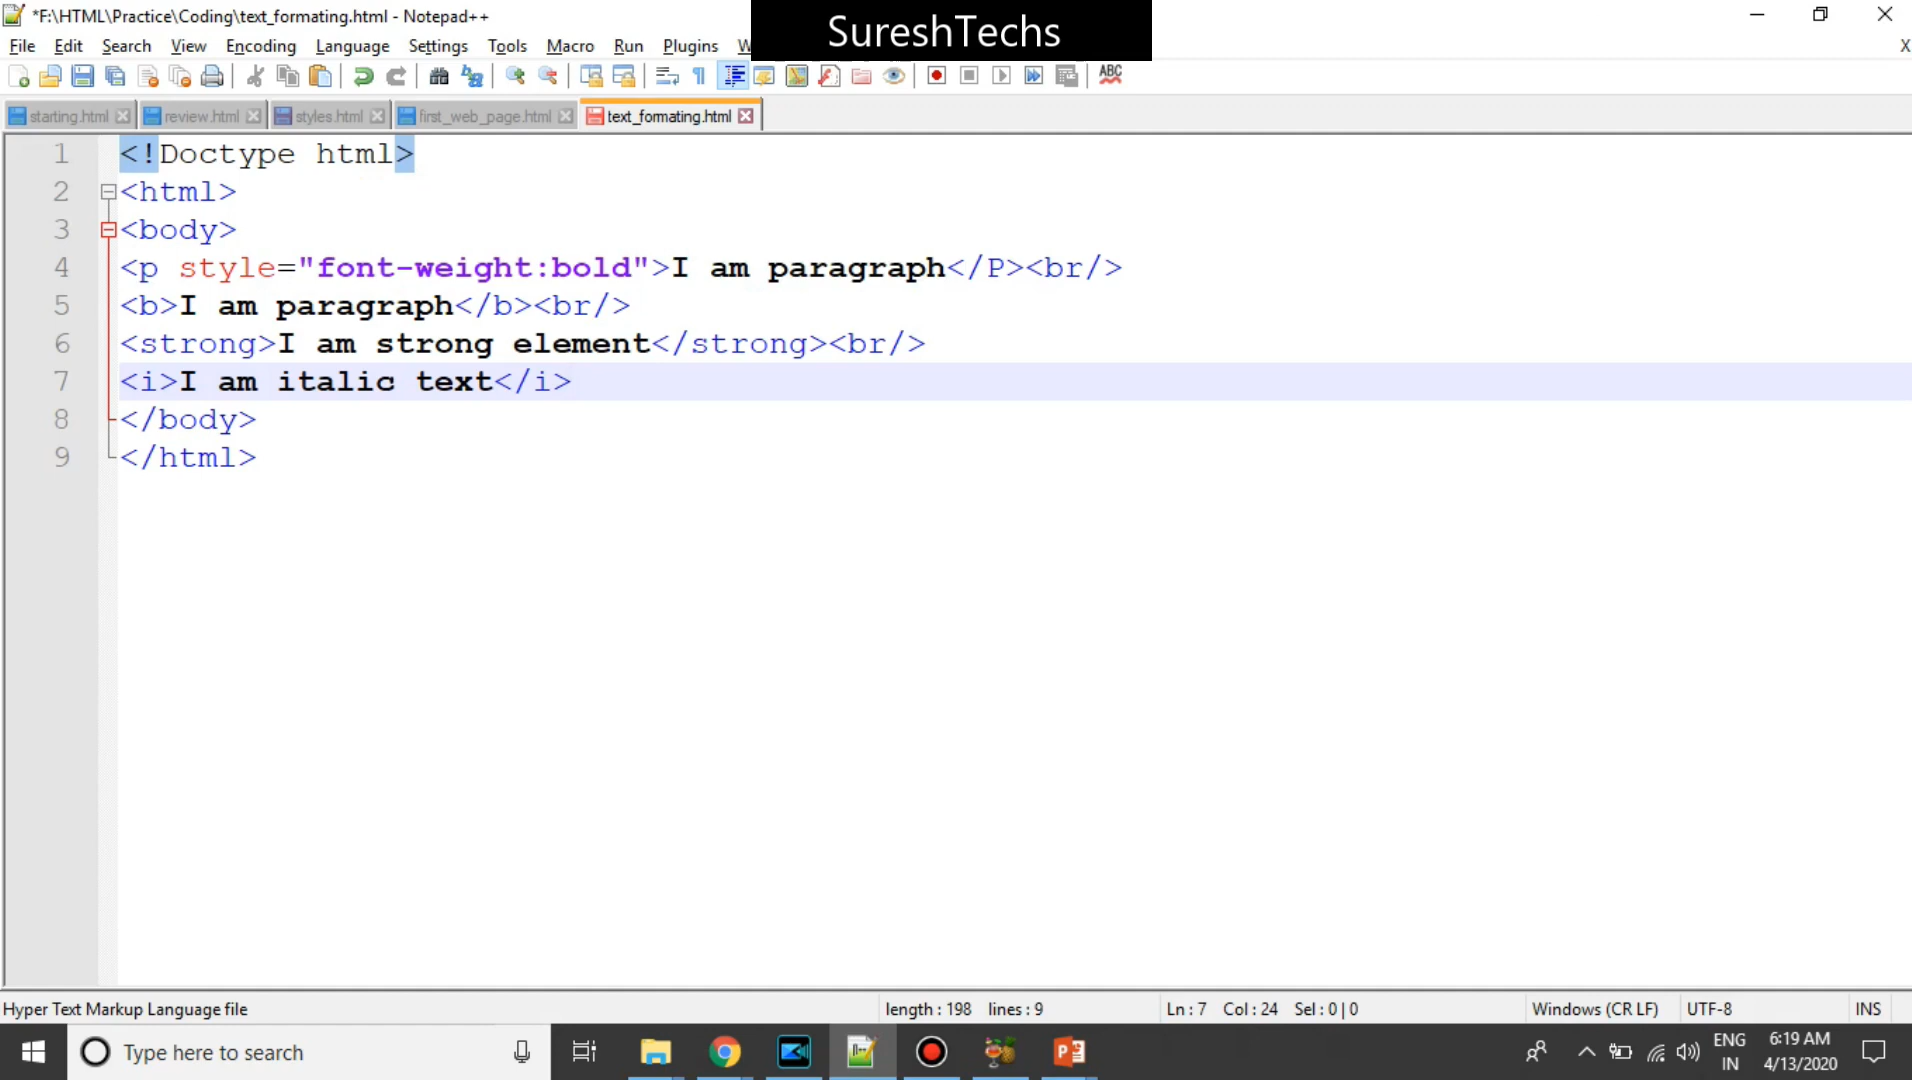 *F:\HTML\Practice\Coding\text_formating.html - Notepad++
SureshTechs
File Edit Search View Encoding Language Settings Tools Macro Run Plugins W
X
ABC
starting.html review.html styles.html first_web_page.html text_formating.html
1 <!Doctype html>
2 <html>
3 <body>
4 <p style="font-weight:bold">I am paragraph</P><br/>
5 <b>I am paragraph</b><br/>
6 <strong>I am strong element</strong><br/>
7 <i>I am italic text</i>
8 </body>
9 </html>
Hyper Text Markup Language file length : 198 lines : 9 Ln : 7 Col : 24 Sel : 0 | 0 Windows (CR LF) UTF-8 INS
Type here to search
ENG
IN
6:19 AM
4/13/2020